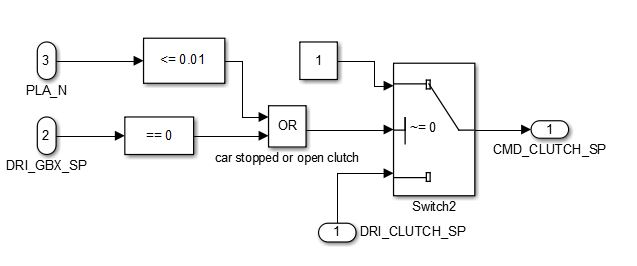 3
<= 0.01
1
PLA_N
2
== 0
OR
~= 0
1
DRI_GBX_SP
car stopped or open clutch
CMD_CLUTCH_SP
Switch2
1
DRI_CLUTCH_SP